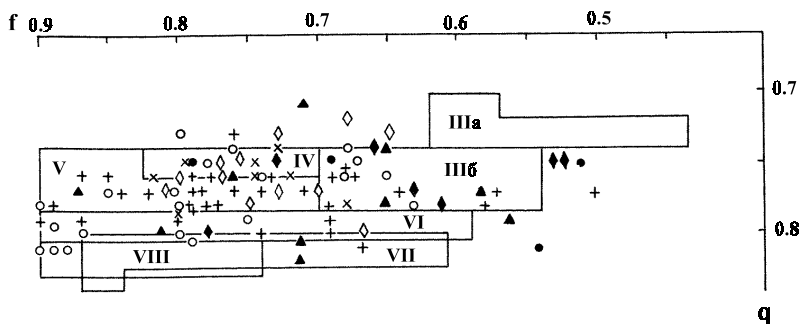 f 0.9 0.8 0.7 0.6 0.5
0.7
IIIa
V IV IIIб
VI
0.8
VIII VII
q